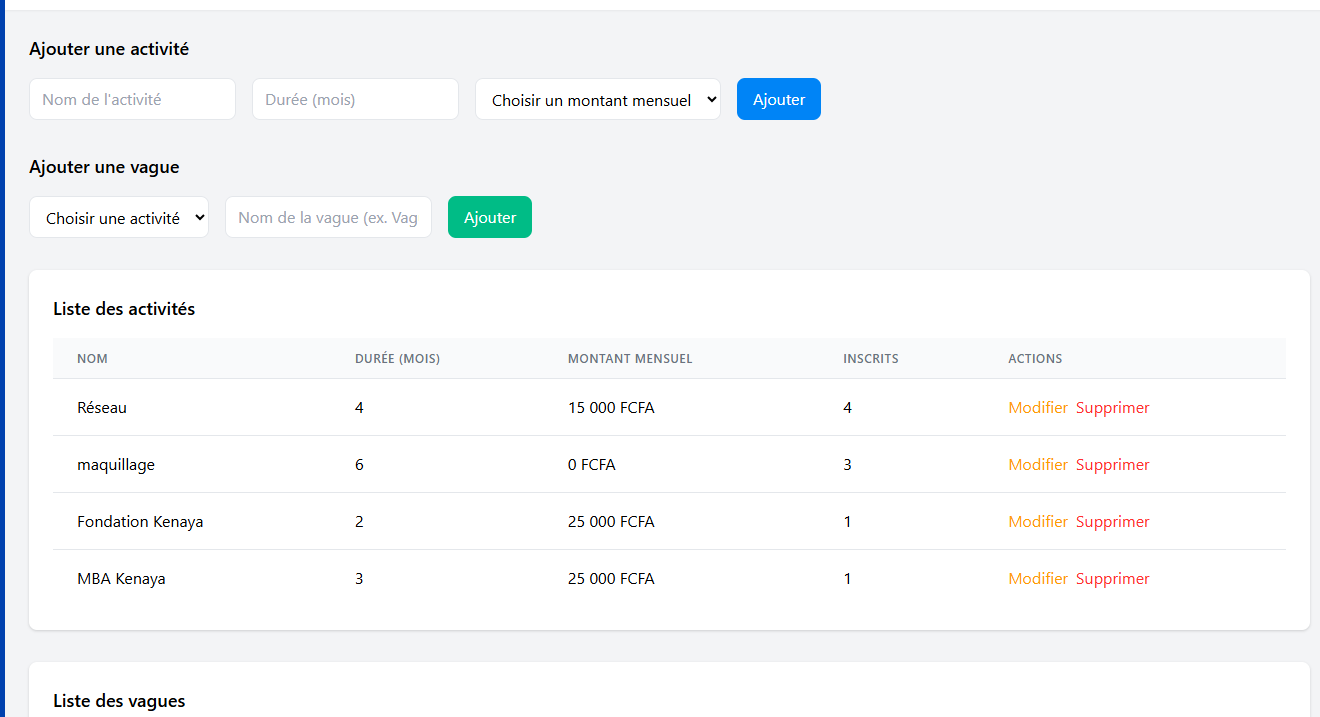 Ajouter une activité
Nom de l'activité Durée (mois) Choisir un montant mensuel Ajouter
Ajouter une vague
Choisir une activité Nom de la vague (ex. Vag Ajouter
Liste des activités
NOM DURÉE (MOIS) MONTANT MENSUEL INSCRITS ACTIONS
Réseau 4 15 000 FCFA 4 Modifier Supprimer
maquillage 6 0 FCFA 3 Modifier Supprimer
Fondation Kenaya 2 25 000 FCFA 1 Modifier Supprimer
MBA Kenaya 3 25 000 FCFA 1 Modifier Supprimer
Liste des vagues